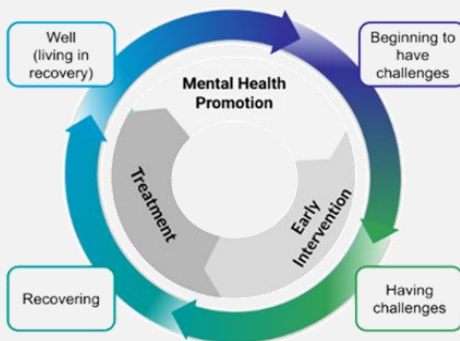 Well
(living in
recovery)
Beginning to
have
challenges
Mental Health
Promotion
Treatment
Early
Intervention
Recovering
Having
challenges